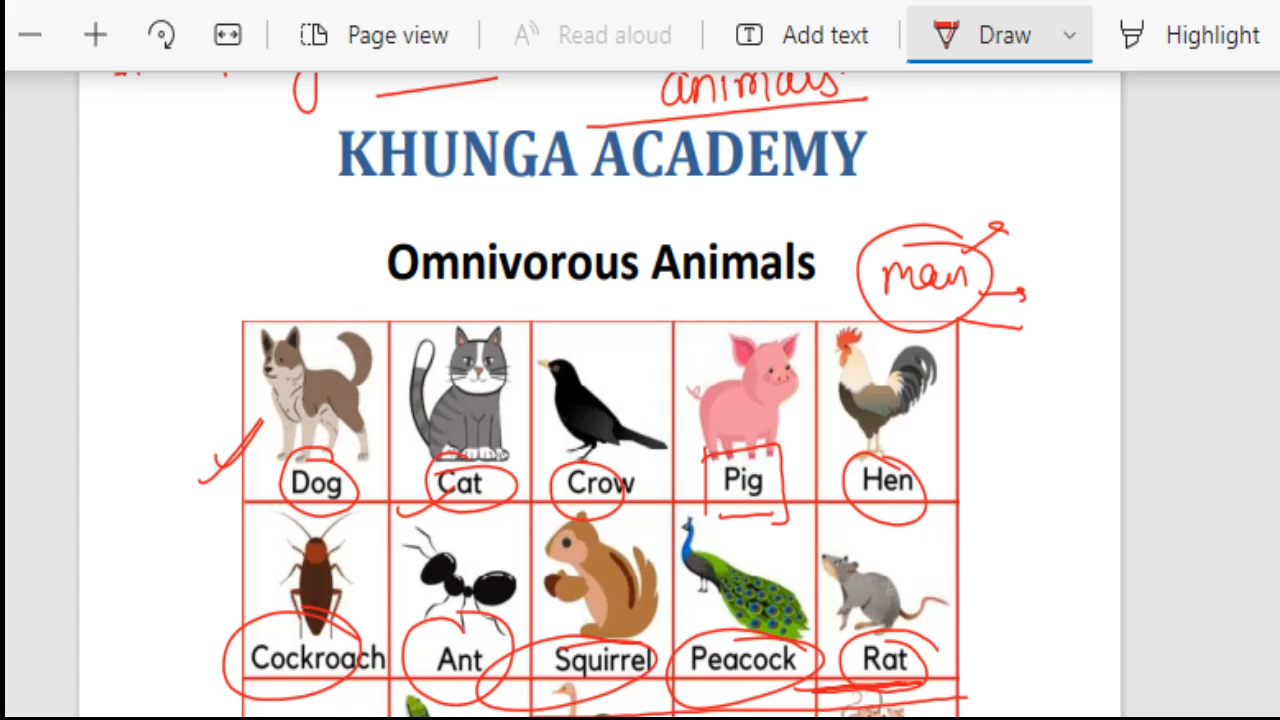 Page view
Read aloud
Add text
Draw
Highlight
animals
KHUNGA ACADEMY
Omnivorous Animals
man
Dog Cat Crow Pig Hen
Cockroach Ant Squirrel Peacock Rat